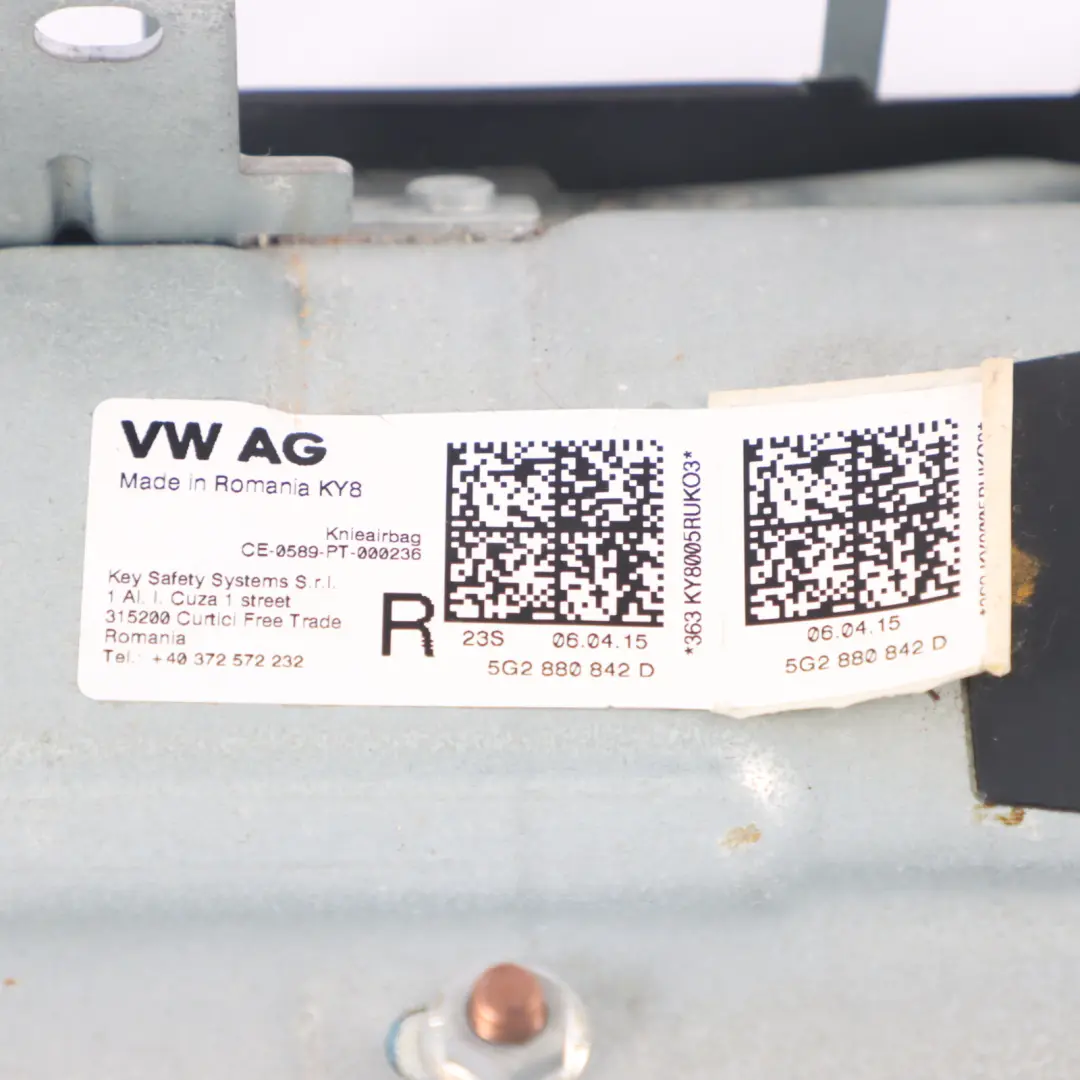 VW AG
Made in Romania KY8
Knieairbag
CE-0589-PT-000236
Key Safety Systems S.r.l.
1 Al. I. Cuza 1 street
315200 Curtici Free Trade
Romania
Tel.: +40 372 572 232
R
23S 06.04.15
5G2 880 842 D
*363 KY8005RUKO3*
06.04.15
5G2 880 842 D